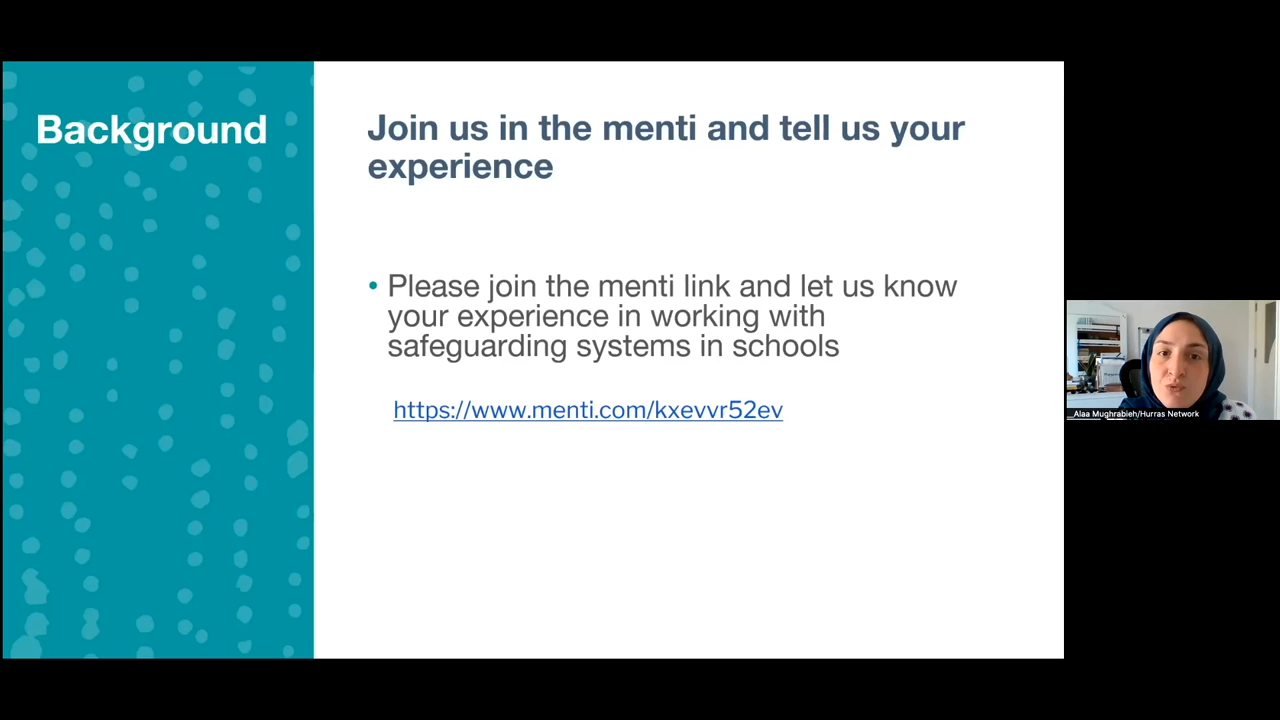 Background
Join us in the menti and tell us your
experience
• Please join the menti link and let us know
your experience in working with
safeguarding systems in schools
https://www.menti.com/kxevvr52ev
Alaa Mughrabieh/Hurras Network